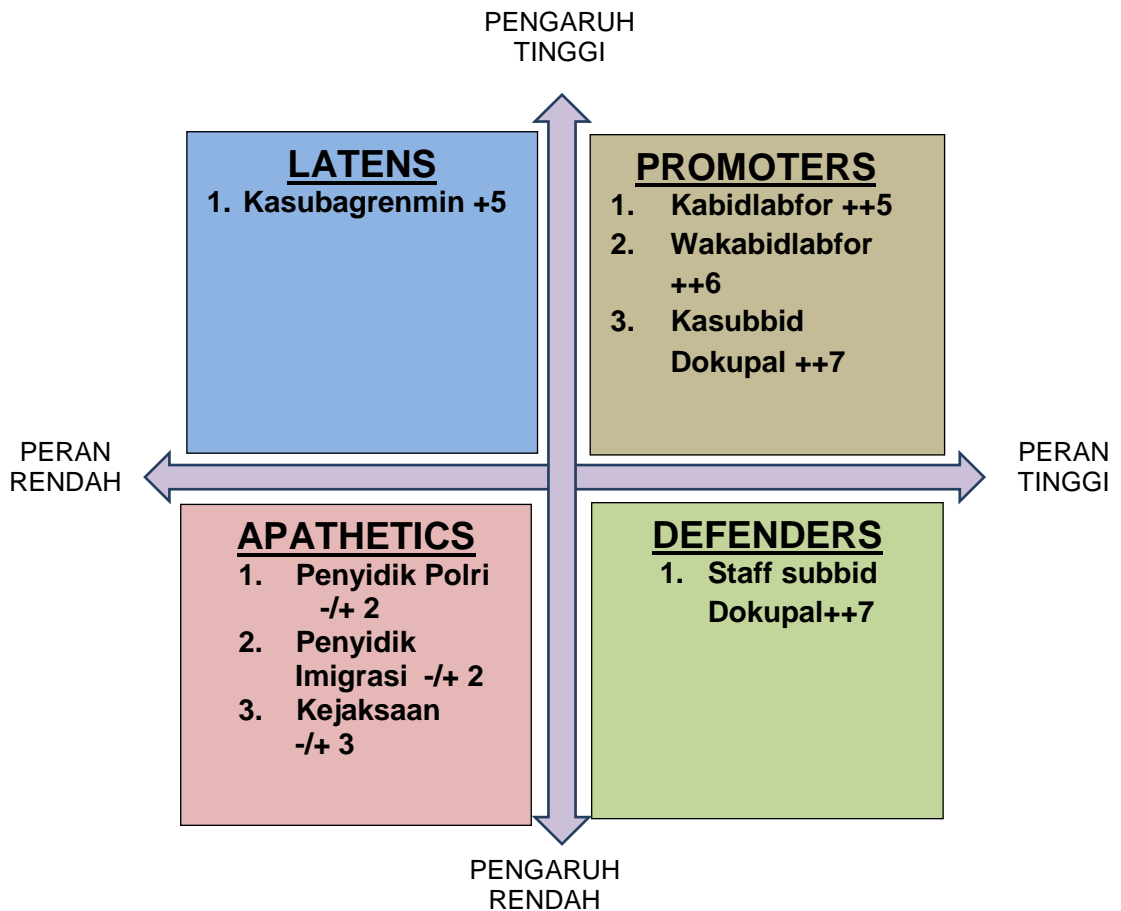 PENGARUH
TINGGI
LATENS
1. Kasubagrenmin +5
PROMOTERS
1. Kabidlabfor ++5
2. Wakabidlabfor
++6
3. Kasubbid
Dokupal ++7
PERAN
RENDAH
PERAN
TINGGI
APATHETICS
1. Penyidik Polri
-/+ 2
2. Penyidik
Imigrasi -/+ 2
3. Kejaksaan
-/+ 3
DEFENDERS
1. Staff subbid
Dokupal++7
PENGARUH
RENDAH